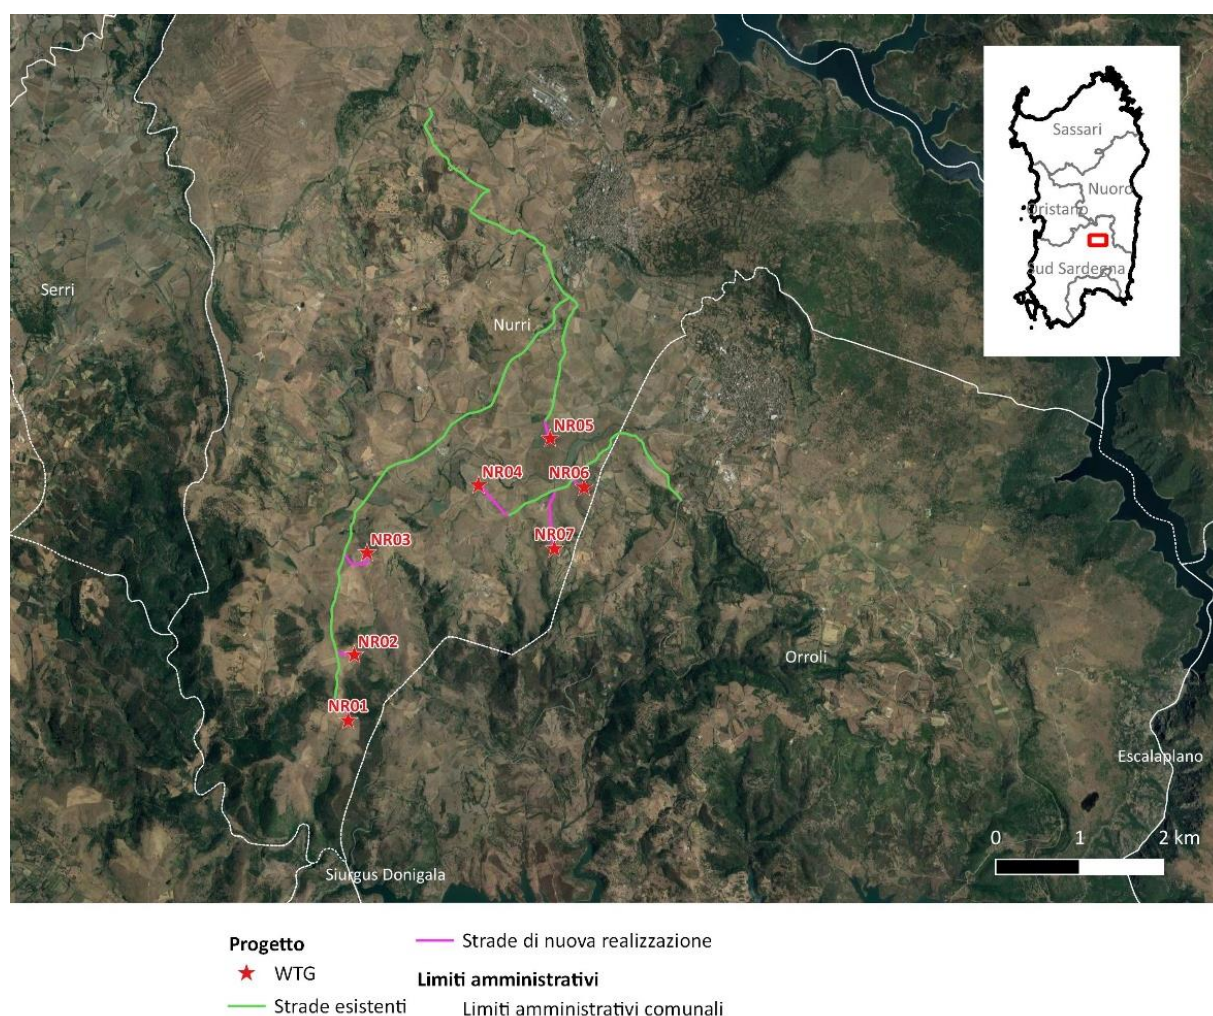 Sassari
Nuoro
Oristano
Sud Sardegna
Serri
Nurri
NR05
NR04
NR06
NR03
NR07
NR02
Orroli
NR01
Escalaplano
0 1 2 km
Siurgus Donigala
Progetto
WTG
Strade esistenti
Strade di nuova realizzazione
Limiti amministrativi
Limiti amministrativi comunali